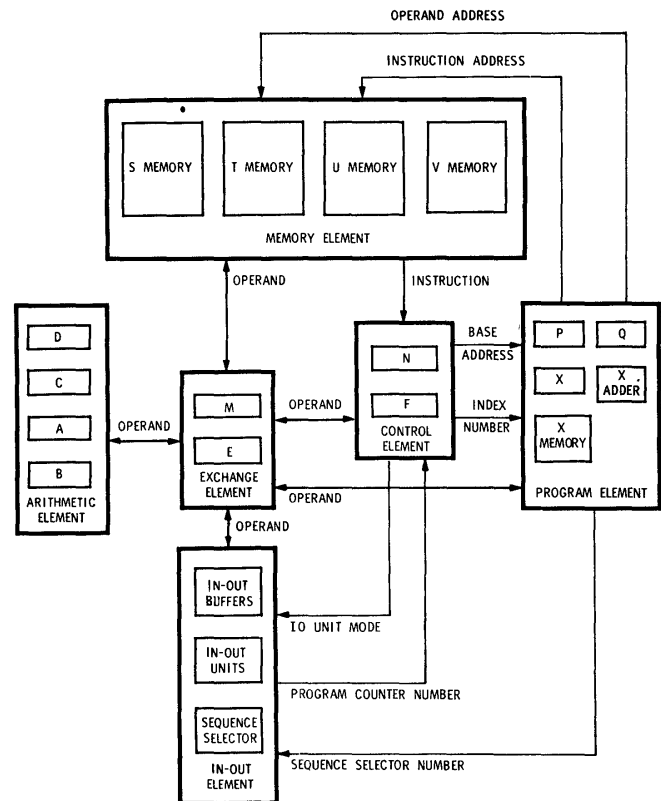 OPERAND ADDRESS
INSTRUCTION ADDRESS
S MEMORY
T MEMORY
U MEMORY
V MEMORY
MEMORY ELEMENT
OPERAND
INSTRUCTION
D
C
A
B
ARITHMETIC
ELEMENT
OPERAND
M
E
EXCHANGE
ELEMENT
OPERAND
N
F
CONTROL
ELEMENT
BASE
ADDRESS
INDEX
NUMBER
P
Q
X
X
ADDER
X
MEMORY
PROGRAM ELEMENT
OPERAND
OPERAND
IN-OUT
BUFFERS
IN-OUT
UNITS
SEQUENCE
SELECTOR
IN-OUT
ELEMENT
IO UNIT MODE
PROGRAM COUNTER NUMBER
SEQUENCE SELECTOR NUMBER